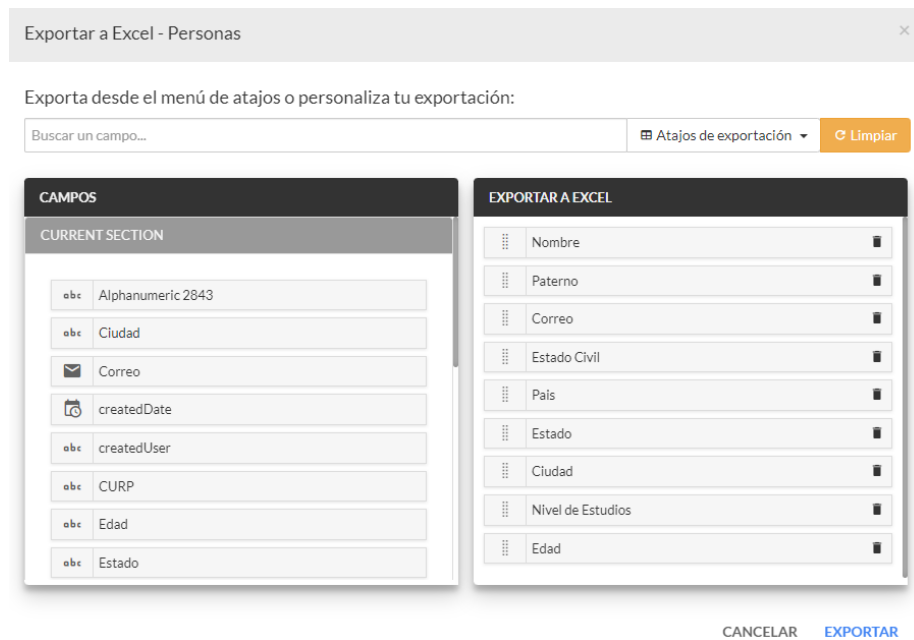 Exportar a Excel - Personas
Exporta desde el menú de atajos o personaliza tu exportación:
Buscar un campo...
Atajos de exportación
Limpiar
CAMPOS
CURRENT SECTION
abc Alphanumeric 2843
abc Ciudad
Correo
createdDate
abc createdUser
abc CURP
abc Edad
abc Estado
EXPORTAR A EXCEL
Nombre
Paterno
Correo
Estado Civil
Pais
Estado
Ciudad
Nivel de Estudios
Edad
CANCELAR
EXPORTAR